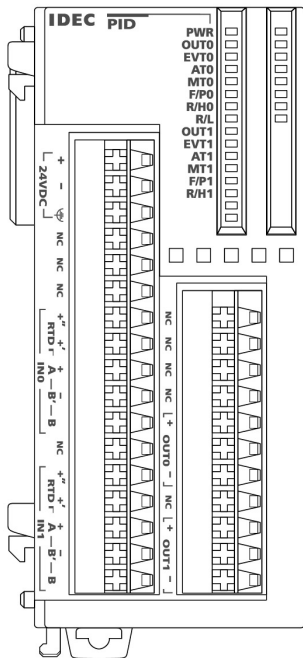 IDEC PID
PWR
OUT0
EVT0
AT0
MT0
F/P0
R/H0
R/L
OUT1
EVT1
AT1
MT1
F/P1
R/H1
24VDC
+
−
NC
NC
NC
IN0
RTD
+"
+'
A
+
B'
−
B
NC
IN1
RTD
+"
+'
A
+
B'
−
B
NC
NC
NC
NC
+
OUT0
−
NC
+
OUT1
−